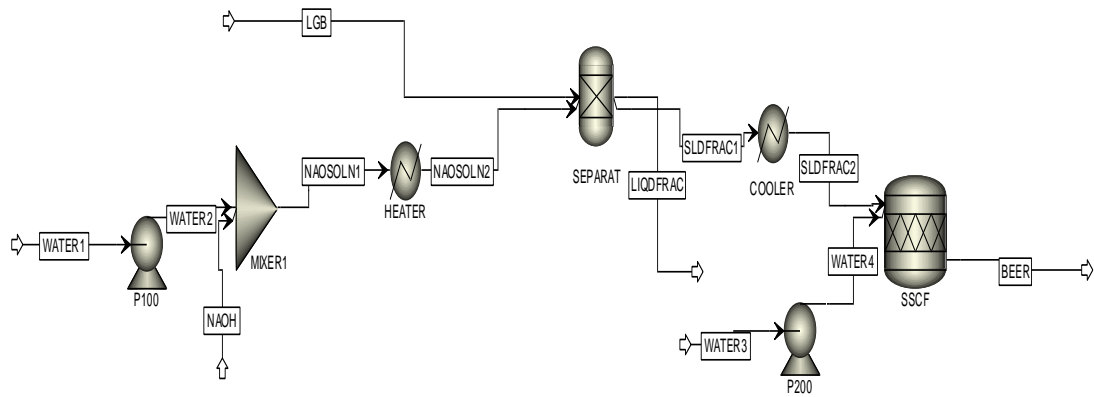 LGB
SLDFRAC1
NAOSOLN1
NAOSOLN2
SEPARAT
SLDFRAC2
COOLER
LIQDFRAC
HEATER
WATER2
WATER1
MIXER1
WATER4
BEER
P100
SSCF
NAOH
WATER3
P200